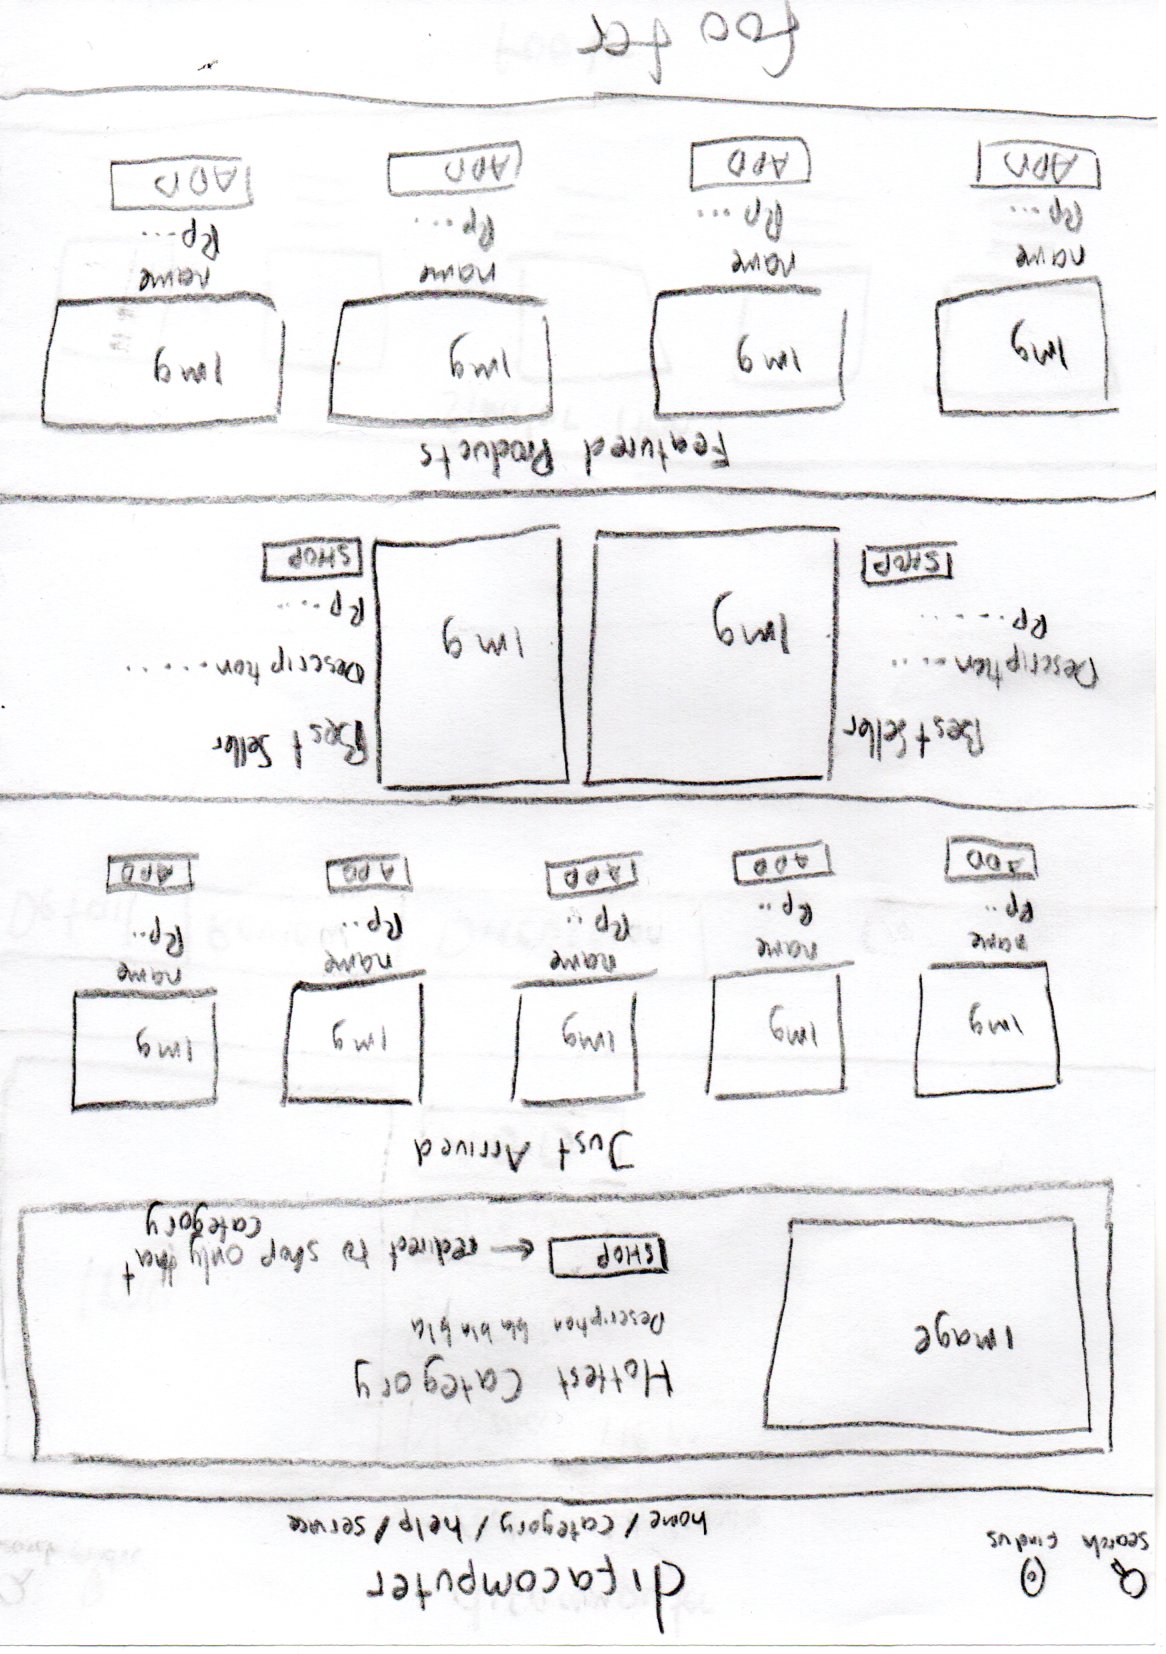 difacomputer
search find us
home / category / help / service
image
Hottest Category
Description bla bla bla
SHOP ← redirect to shop only that
category
Just Arrived
img img img img img
name name name name name
Rp.. Rp.. Rp.. Rp.. Rp..
ADD ADD ADD ADD ADD
Best Seller
Description.....
Rp......
SHOP
img
img
Best Seller
Description.....
Rp....
SHOP
Featured Products
img img img img
name name name name
Rp... Rp... Rp... Rp...
ADD ADD ADD ADD
footer